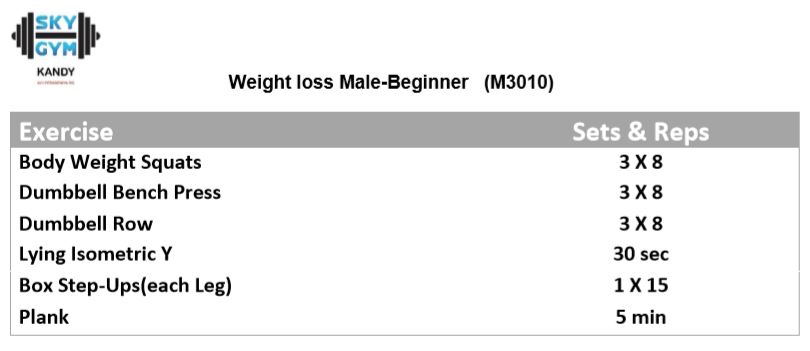 SKY
GYM
KANDY
Weight loss Male-Beginner (M3010)
Exercise Sets & Reps
Body Weight Squats 3 X 8
Dumbbell Bench Press 3 X 8
Dumbbell Row 3 X 8
Lying Isometric Y 30 sec
Box Step-Ups(each Leg) 1 X 15
Plank 5 min